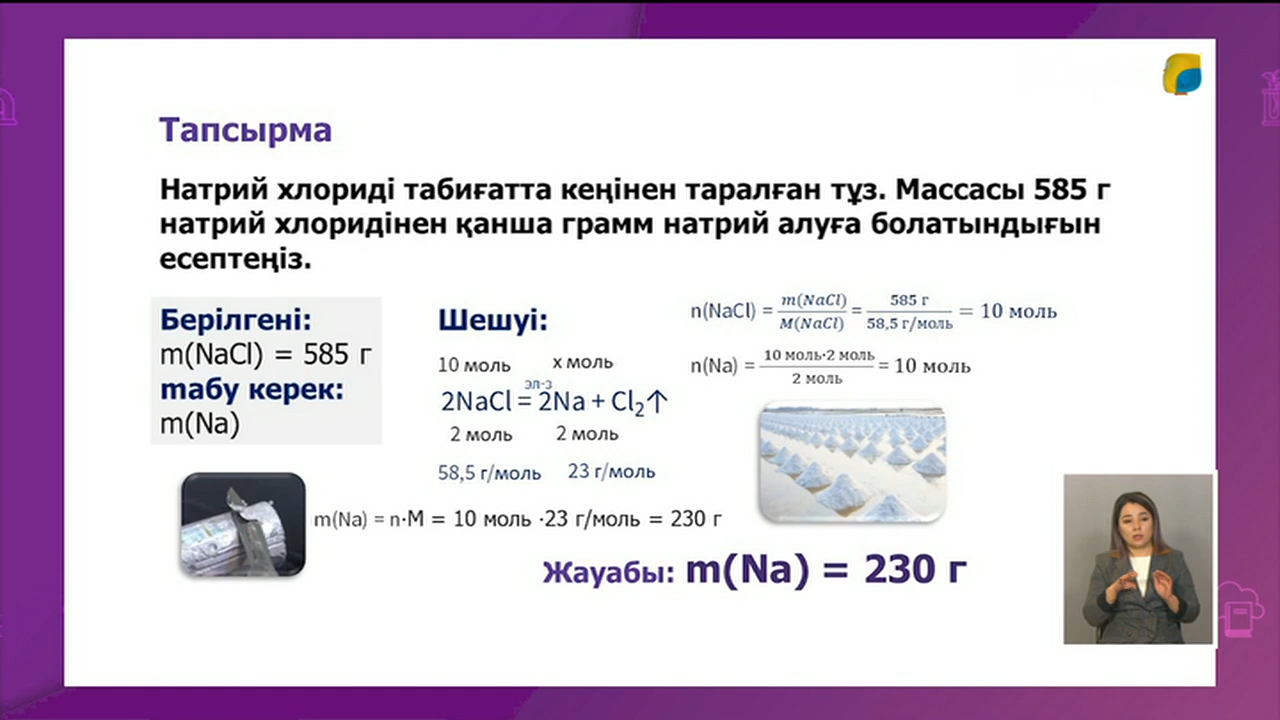 Тапсырма
Натрий хлориді табиғатта кеңінен таралған тұз. Массасы 585 г
натрий хлоридінен қанша грамм натрий алуға болатындығын
есептеңіз.
Берілгені:
m(NaCl) = 585 г
табу керек:
m(Na)
Шешуі:
10 моль x моль
эл-з
2NaCl = 2Na + Cl₂↑
2 моль 2 моль
58,5 г/моль 23 г/моль
n(NaCl) = m(NaCl)/M(NaCl) = 585 г/58,5 г/моль = 10 моль
n(Na) = 10 моль·2 моль/2 моль = 10 моль
m(Na) = n·M = 10 моль ·23 г/моль = 230 г
Жауабы: m(Na) = 230 г